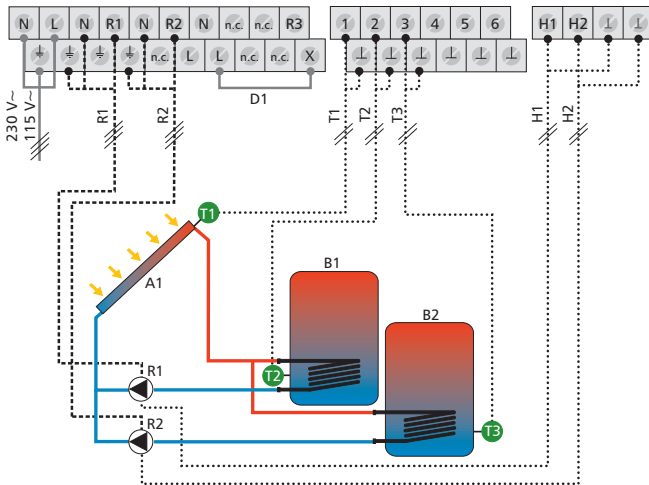 N L N R1 N R2 N n.c. n.c. R3
n.c. L L n.c. n.c. X
1 2 3 4 5 6
H1 H2
D1
230 V~
115 V~
R1
R2
T1
T2
T3
H1
H2
T1
A1
B1
B2
T2
T3
R1
R2